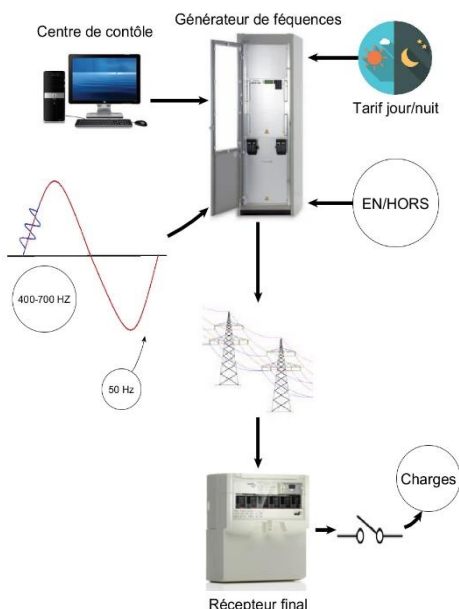 Générateur de féquences
Centre de contôle
Tarif jour/nuit
EN/HORS
400-700 HZ
50 Hz
Charges
Récepteur final